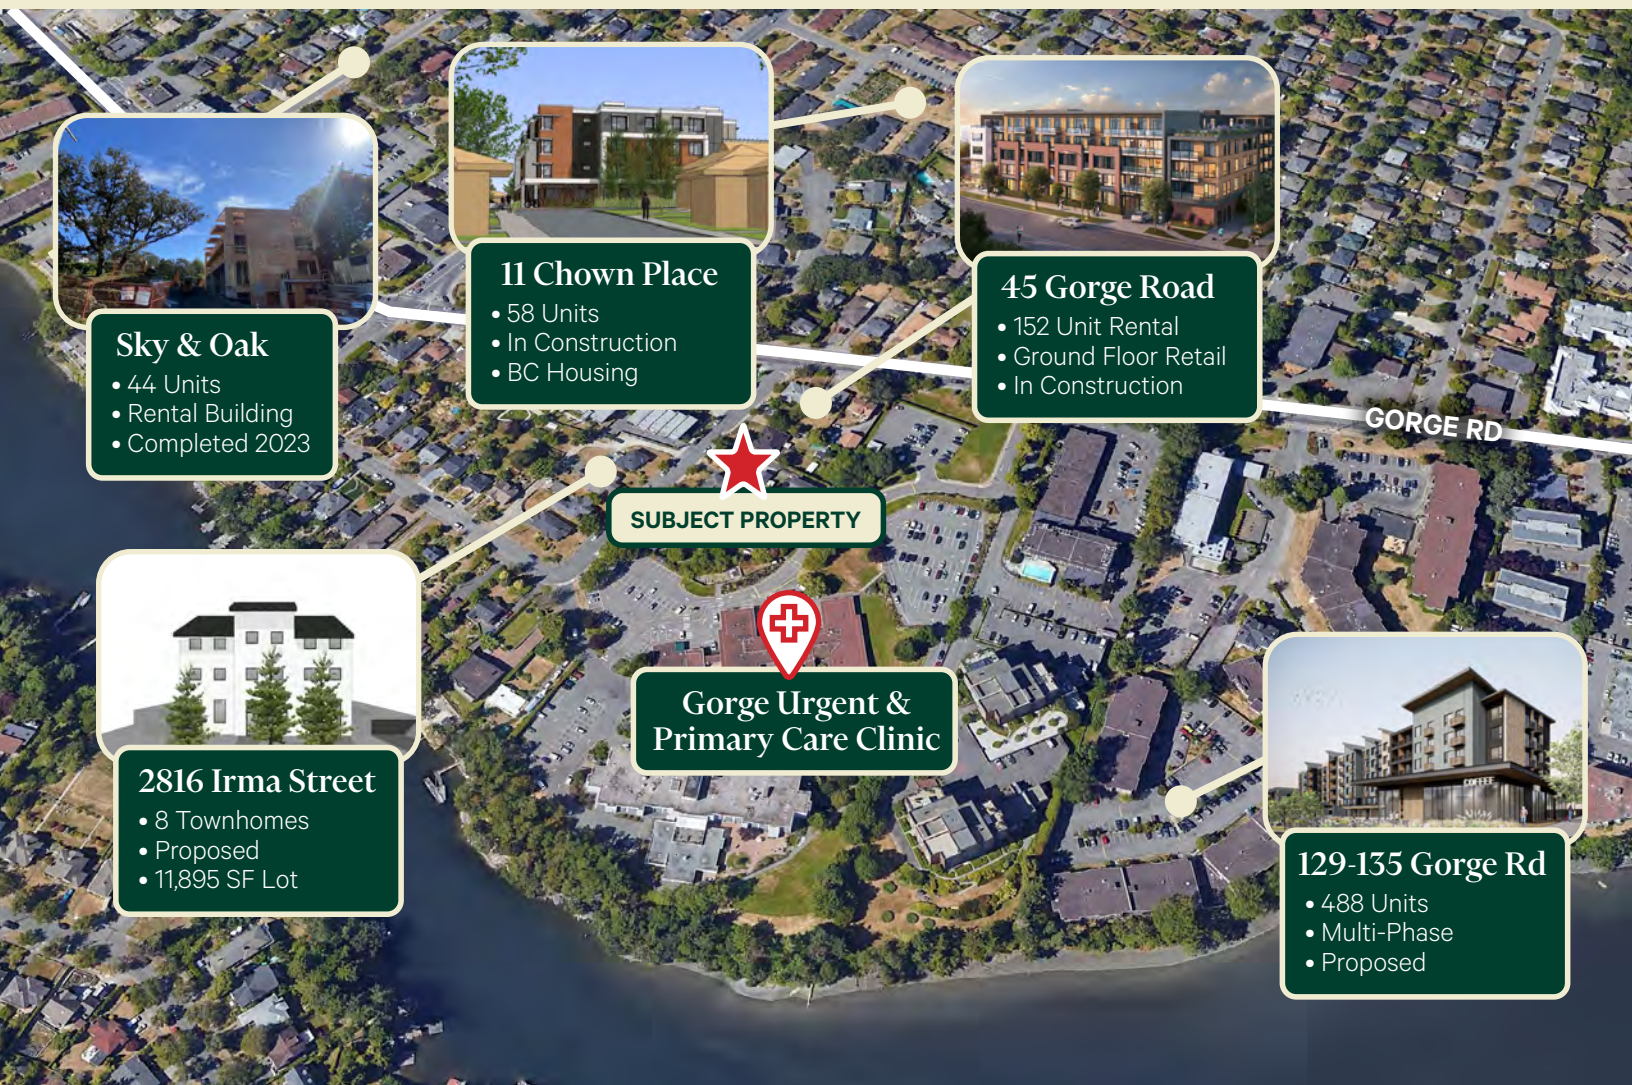 Sky & Oak
• 44 Units
• Rental Building
• Completed 2023
11 Chown Place
• 58 Units
• In Construction
• BC Housing
45 Gorge Road
• 152 Unit Rental
• Ground Floor Retail
• In Construction
GORGE RD
SUBJECT PROPERTY
Gorge Urgent &
Primary Care Clinic
2816 Irma Street
• 8 Townhomes
• Proposed
• 11,895 SF Lot
COFFEE
129-135 Gorge Rd
• 488 Units
• Multi-Phase
• Proposed